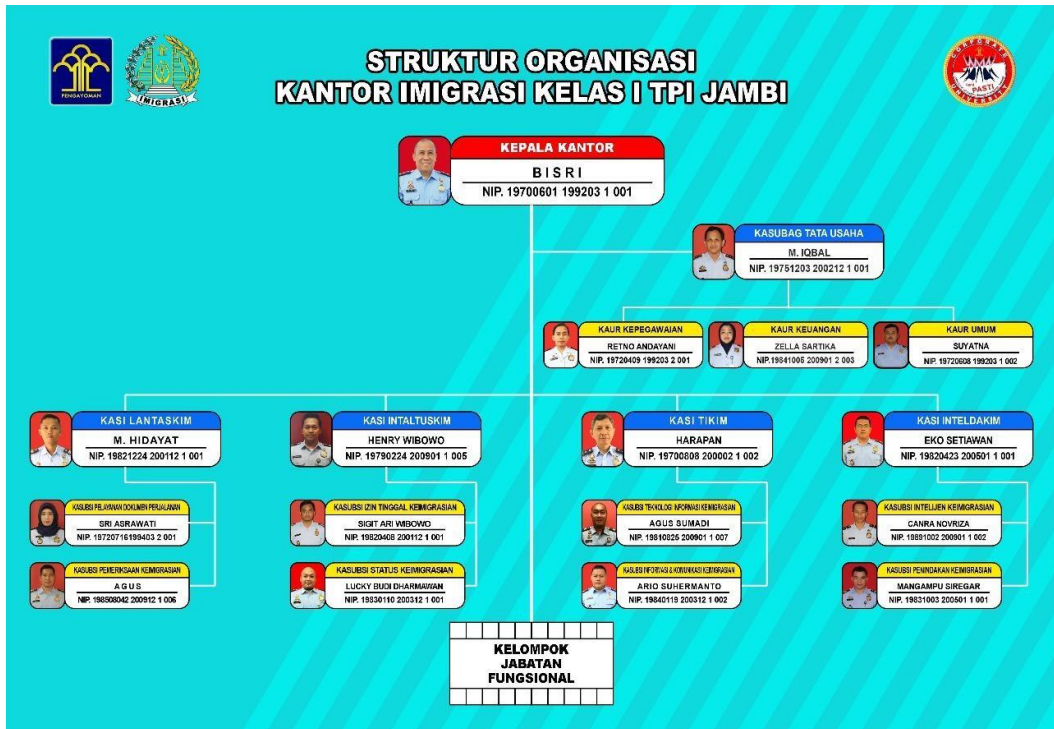 STRUKTUR ORGANISASI
KANTOR IMIGRASI KELAS I TPI JAMBI
PENGAYOMAN
IMIGRASI
CORPORATE
UNIVERSITY
PASTI
KEPALA KANTOR
BISRI
NIP. 19700601 199203 1 001
KASUBAG TATA USAHA
M. IQBAL
NIP. 19751203 200212 1 001
KAUR KEPEGAWAIAN
RETNO ANDAYANI
NIP. 19720409 199203 2 001
KAUR KEUANGAN
ZELLA SARTIKA
NIP.19841005 200901 2 003
KAUR UMUM
SUYATNA
NIP. 19720608 199203 1 002
KASI LANTASKIM
M. HIDAYAT
NIP. 19821224 200112 1 001
KASI INTALTUSKIM
HENRY WIBOWO
NIP. 19790224 200901 1 005
KASI TIKIM
HARAPAN
NIP. 19700808 200002 1 002
KASI INTELDAKIM
EKO SETIAWAN
NIP. 19820423 200501 1 001
KASUBSI PELAYANAN DOKUMEN PERJALANAN
SRI ASRAWATI
NIP. 19720716199403 2 001
KASUBSI IZIN TINGGAL KEIMIGRASIAN
SIGIT ARI WIBOWO
NIP. 19820408 200112 1 001
KASUBSI TEKNOLOGI INFORMASI KEIMIGRASIAN
AGUS SUMADI
NIP. 19810825 200901 1 007
KASUBSI INTELIJEN KEIMIGRASIAN
CANRA NOVRIZA
NIP. 19891002 200901 1 002
KASUBSI PEMERIKSAAN KEIMIGRASIAN
AGUS
NIP. 198508042 200912 1 006
KASUBSI STATUS KEIMIGRASIAN
LUCKY BUDI DHARMAWAN
NIP. 19830110 200312 1 001
KASUBSI INFORMASI & KOMUNIKASI KEIMIGRASIAN
ARIO SUHERMANTO
NIP. 19840119 200312 1 002
KASUBSI PENINDAKAN KEIMIGRASIAN
MANGAMPU SIREGAR
NIP. 19831003 200501 1 001
KELOMPOK
JABATAN
FUNGSIONAL